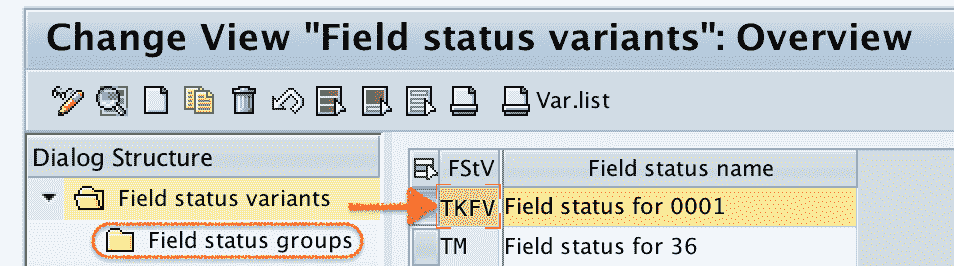 Change View "Field status variants": Overview
Var.list
Dialog Structure
Field status variants
Field status groups
FStV Field status name
TKFV Field status for 0001
TM Field status for 36